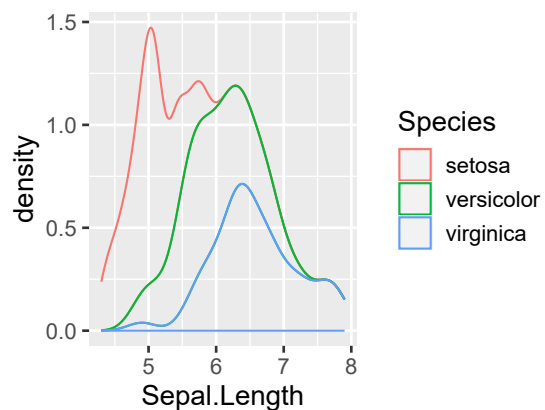 1.5
1.0
0.5
0.0
density
5 6 7 8
Sepal.Length
Species
setosa
versicolor
virginica